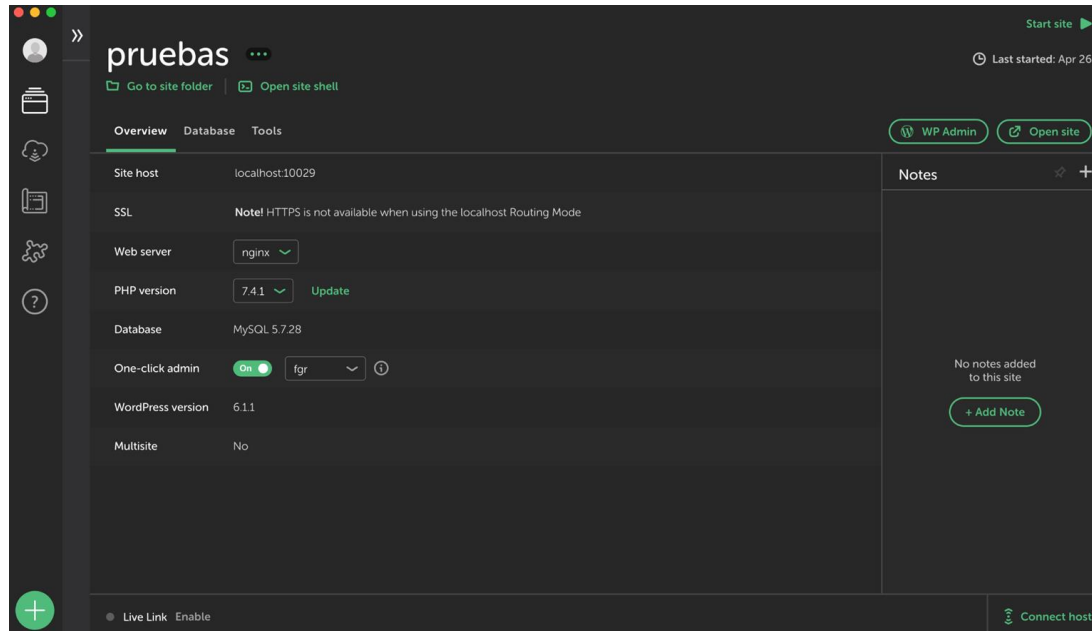 Start site
pruebas
Last started: Apr 26
Go to site folder Open site shell
Overview Database Tools WP Admin Open site
Site host localhost:10029 Notes
SSL Note! HTTPS is not available when using the localhost Routing Mode
Web server nginx
PHP version 7.4.1 Update
Database MySQL 5.7.28
One-click admin On fgr
WordPress version 6.1.1
Multisite No
No notes added
to this site
+ Add Note
Live Link Enable Connect host